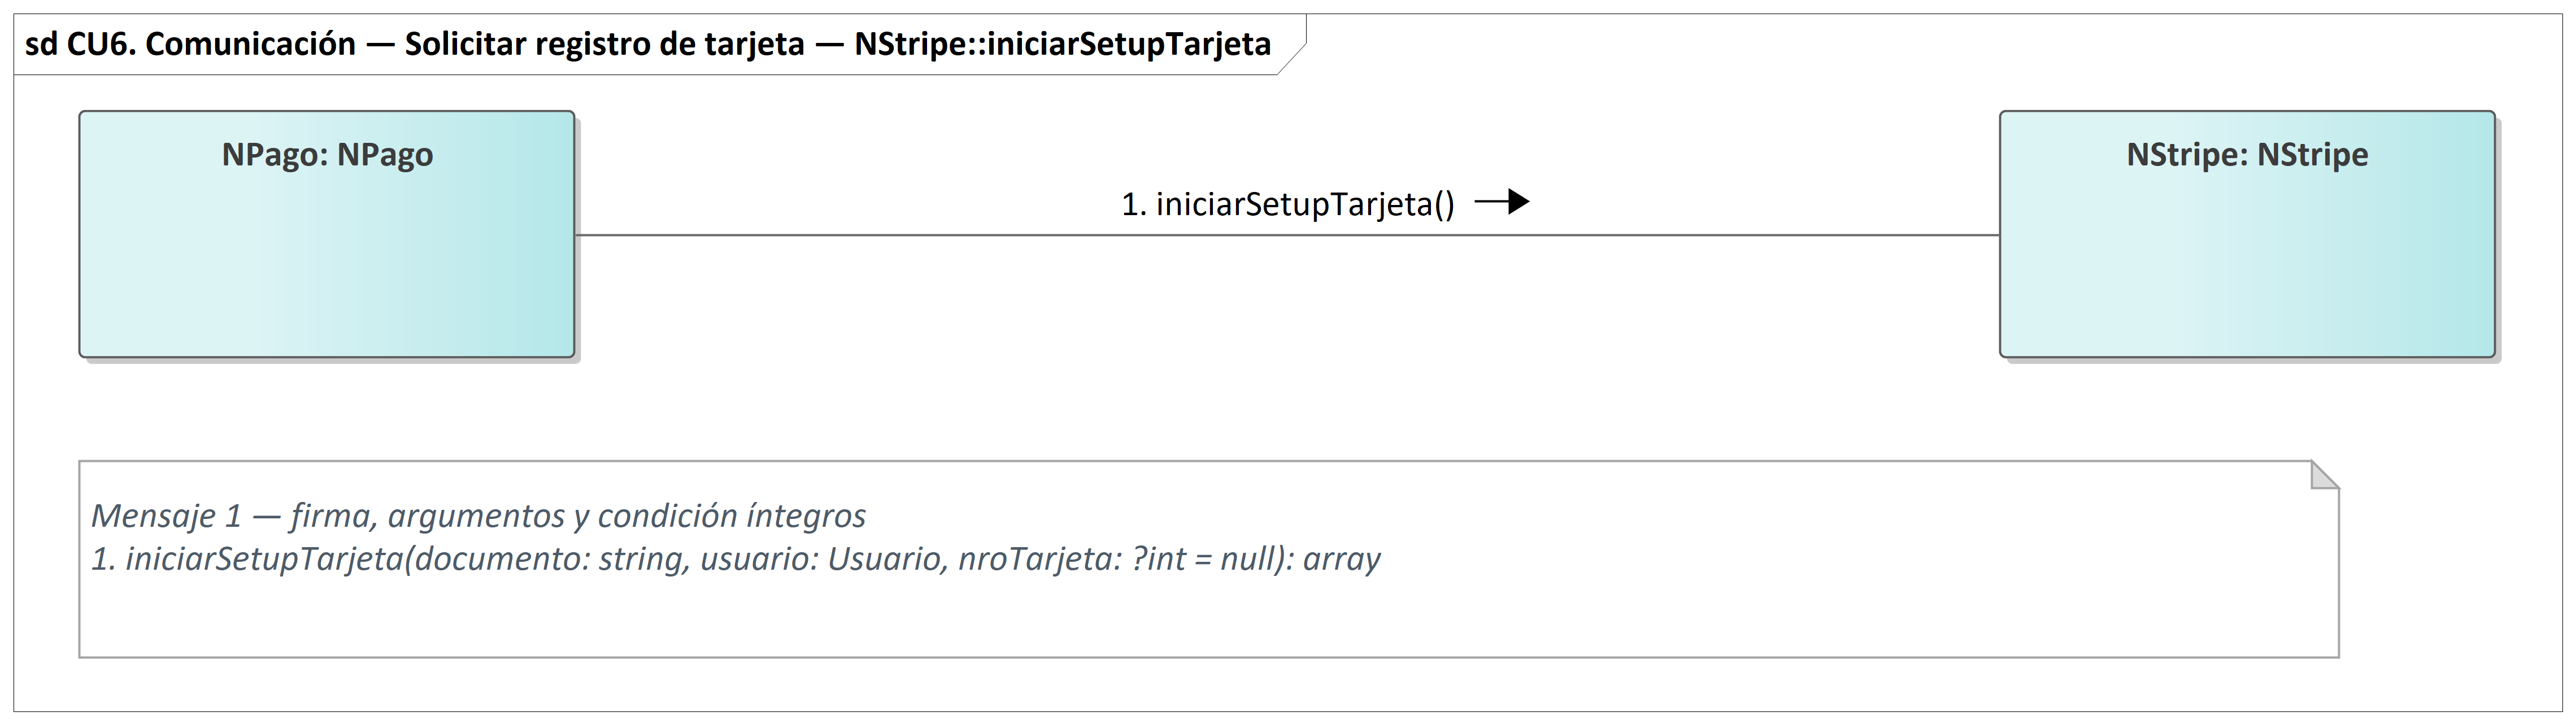 sd CU6. Comunicación — Solicitar registro de tarjeta — NStripe::iniciarSetupTarjeta
NPago: NPago
NStripe: NStripe
1. iniciarSetupTarjeta()
Mensaje 1 — firma, argumentos y condición íntegros
1. iniciarSetupTarjeta(documento: string, usuario: Usuario, nroTarjeta: ?int = null): array